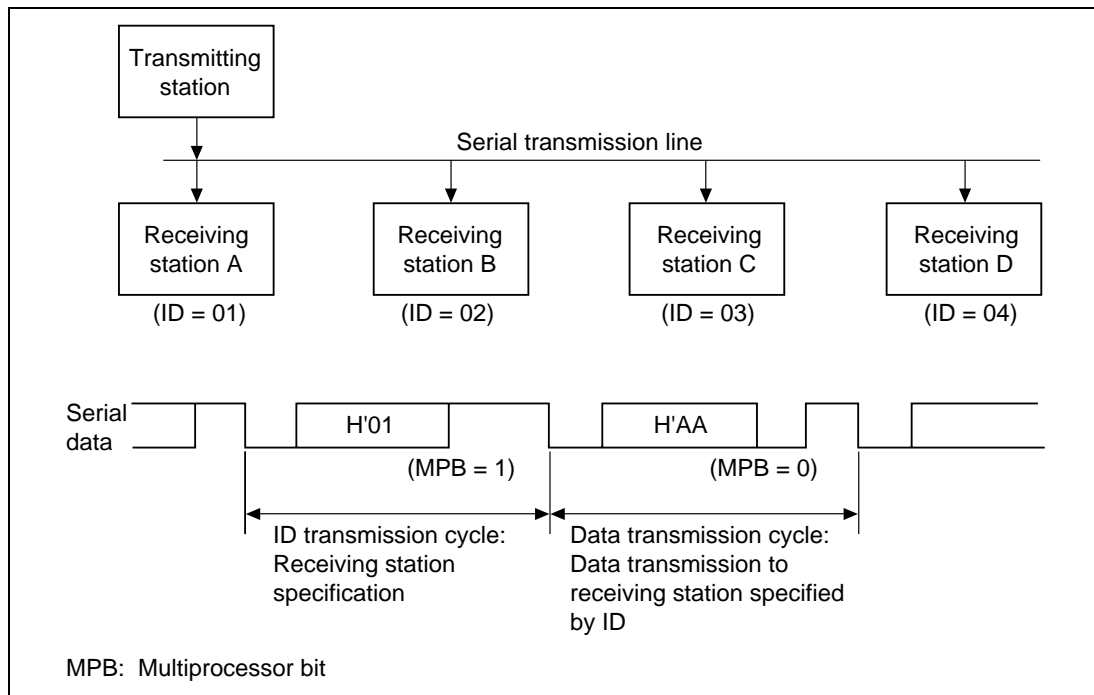 Transmitting
station
Serial transmission line
Receiving
station A
Receiving
station B
Receiving
station C
Receiving
station D
(ID = 01)
(ID = 02)
(ID = 03)
(ID = 04)
Serial
data
H'01
H'AA
(MPB = 1)
(MPB = 0)
ID transmission cycle:
Receiving station
specification
Data transmission cycle:
Data transmission to
receiving station specified
by ID
MPB: Multiprocessor bit